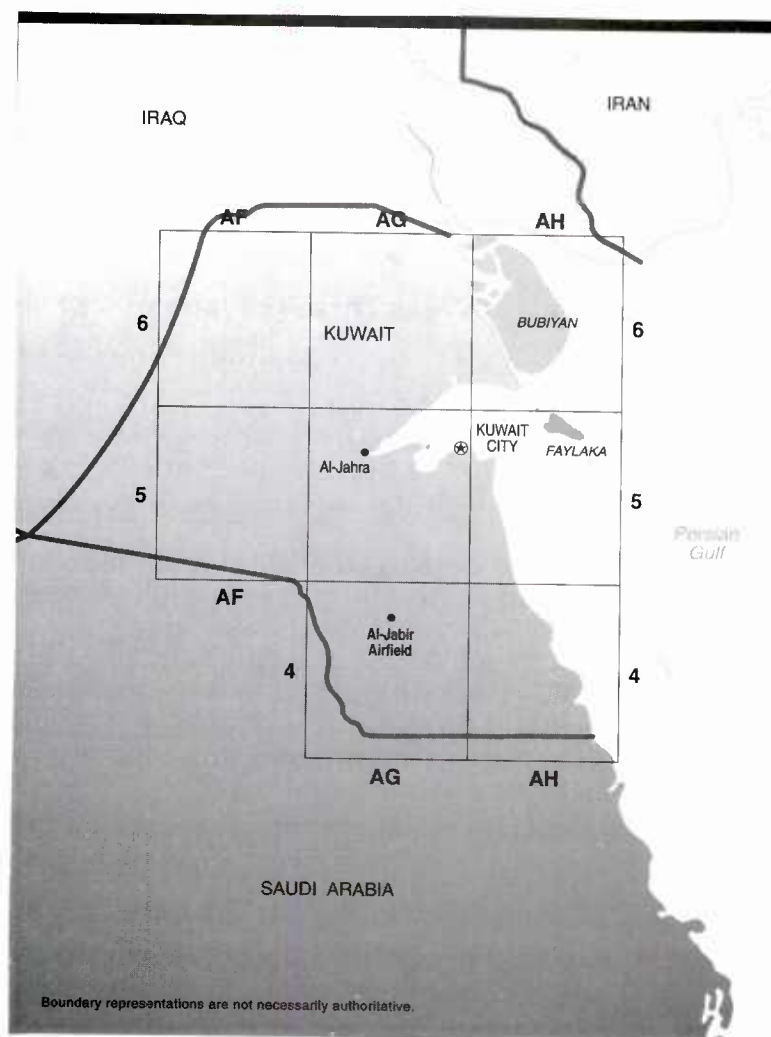 IRAQ
IRAN
AF
AG
AH
6
KUWAIT
BUBIYAN
6
KUWAIT
CITY
FAYLAKA
Al-Jahra
5
5
Persian
Gulf
AF
Al-Jabir
Airfield
4
4
AG
AH
SAUDI ARABIA
Boundary representations are not necessarily authoritative.